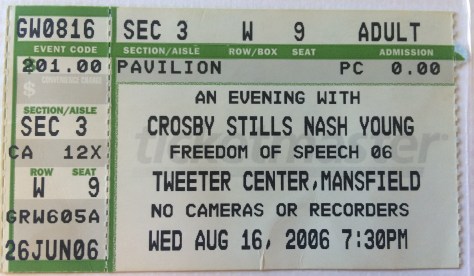 GW0816 SEC 3 W 9 ADULT
EVENT CODE SECTION/AISLE ROW/BOX SEAT ADMISSION
201.00 PAVILION PC 0.00
$
AN EVENING WITH
SECTION/AISLE CROSBY STILLS NASH YOUNG
SEC 3 FREEDOM OF SPEECH 06
ticketmaster
CA 12X
ROW SEAT TWEETER CENTER,MANSFIELD
W 9
GRW605A NO CAMERAS OR RECORDERS
26JUN06 WED AUG 16, 2006 7:30PM